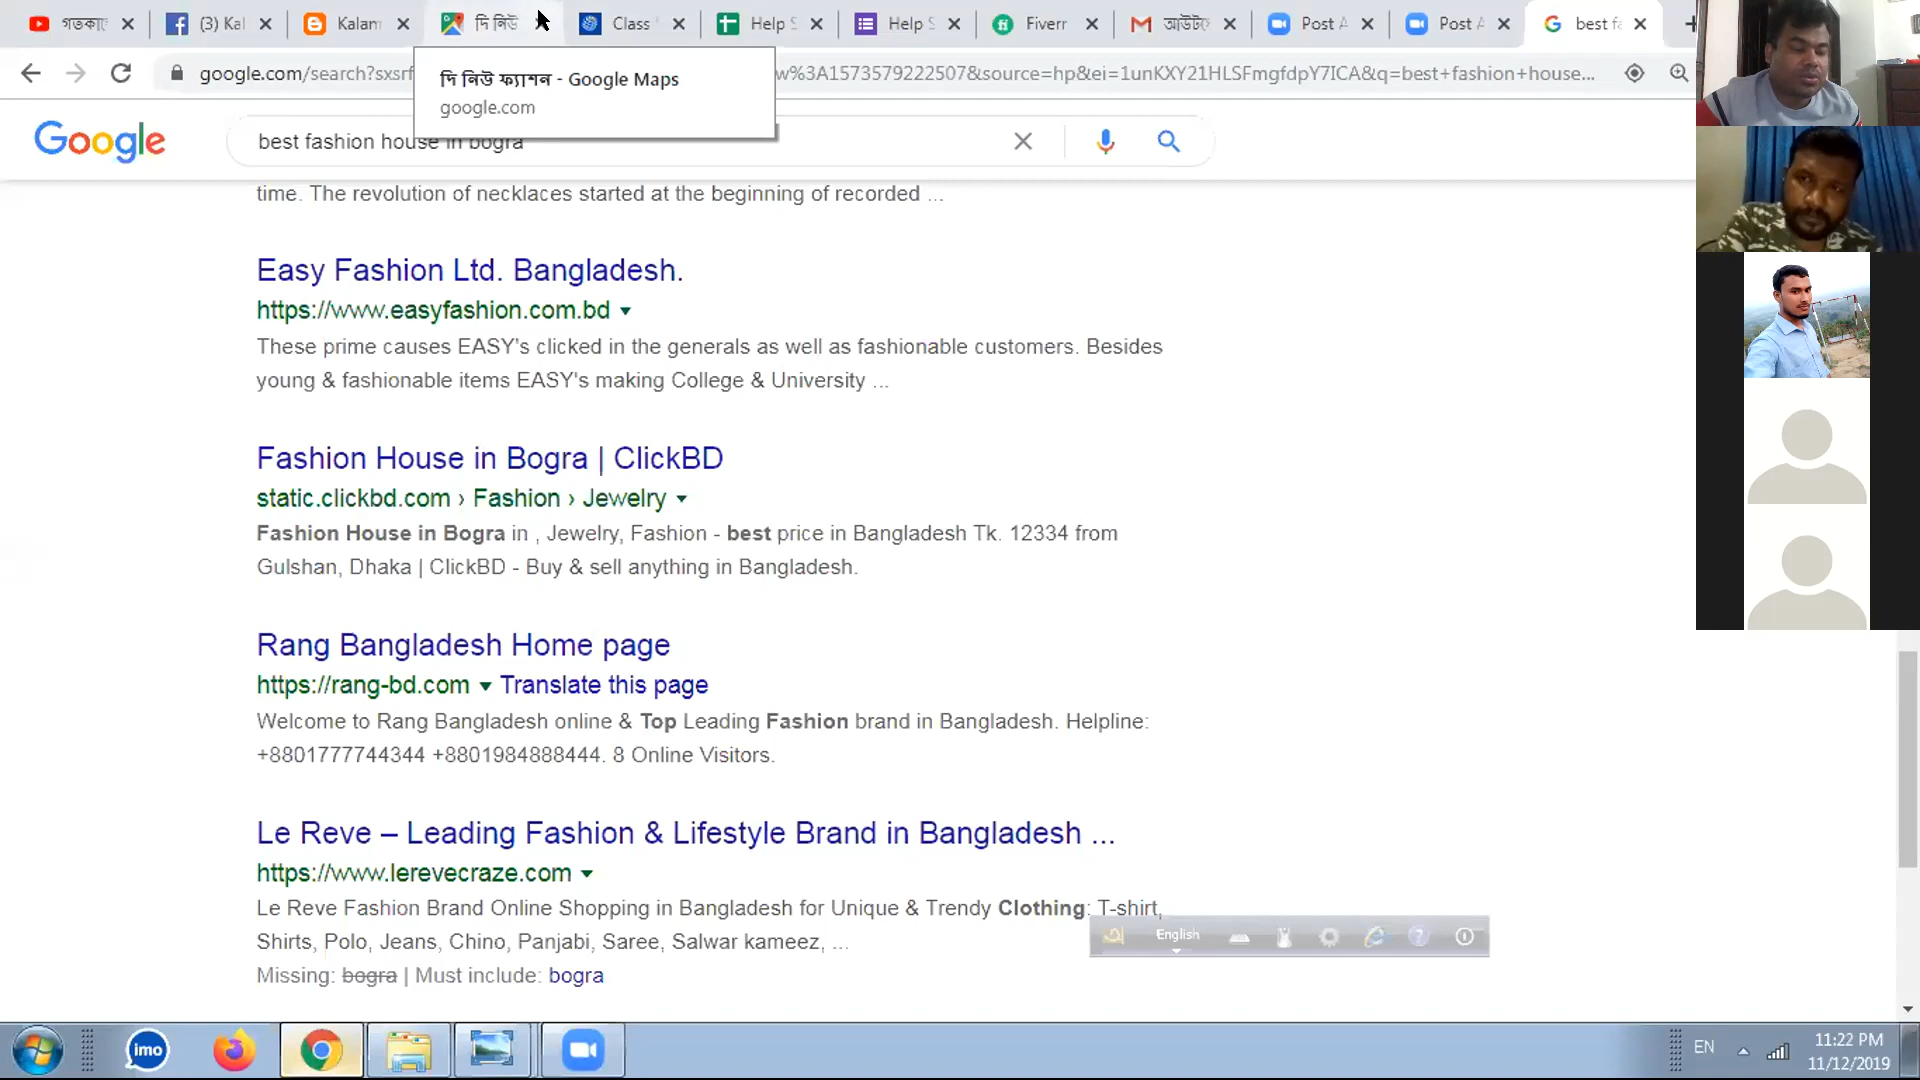 গতকা
(3) Kal
Kalan
দি নিউ
Class
Help S
Help S
Fiverr
আউট
Post A
Post A
best fa
google.com/search?sxsrf
w%3A1573579222507&source=hp&ei=1unKXY21HLSFmgfdpY7ICA&q=best+fashion+house...
দি নিউ ফ্যাশন - Google Maps
google.com
Google
best fashion house in bogra
time. The revolution of necklaces started at the beginning of recorded ...
Easy Fashion Ltd. Bangladesh.
https://www.easyfashion.com.bd
These prime causes EASY's clicked in the generals as well as fashionable customers. Besides
young & fashionable items EASY's making College & University ...
Fashion House in Bogra | ClickBD
static.clickbd.com › Fashion › Jewelry
Fashion House in Bogra in , Jewelry, Fashion - best price in Bangladesh Tk. 12334 from
Gulshan, Dhaka | ClickBD - Buy & sell anything in Bangladesh.
Rang Bangladesh Home page
https://rang-bd.com Translate this page
Welcome to Rang Bangladesh online & Top Leading Fashion brand in Bangladesh. Helpline:
+8801777744344 +8801984888444. 8 Online Visitors.
Le Reve – Leading Fashion & Lifestyle Brand in Bangladesh ...
https://www.lerevecraze.com
Le Reve Fashion Brand Online Shopping in Bangladesh for Unique & Trendy Clothing: T-shirt,
Shirts, Polo, Jeans, Chino, Panjabi, Saree, Salwar kameez, ...
Missing: bogra | Must include: bogra
English
imo
EN
11:22 PM
11/12/2019